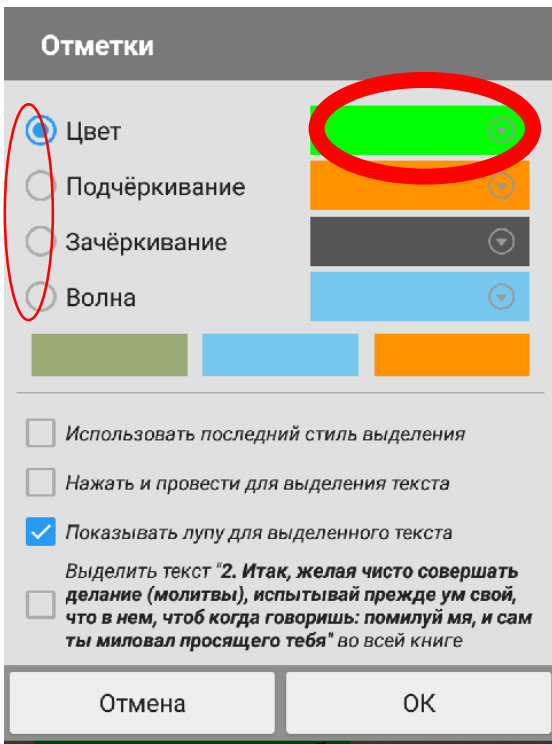 Отметки
Цвет
Подчёркивание
Зачёркивание
Волна
Использовать последний стиль выделения
Нажать и провести для выделения текста
Показывать лупу для выделенного текста
Выделить текст "2. Итак, желая чисто совершать
делание (молитвы), испытывай прежде ум свой,
что в нем, чтоб когда говоришь: помилуй мя, и сам
ты миловал просящего тебя" во всей книге
Отмена
ОК